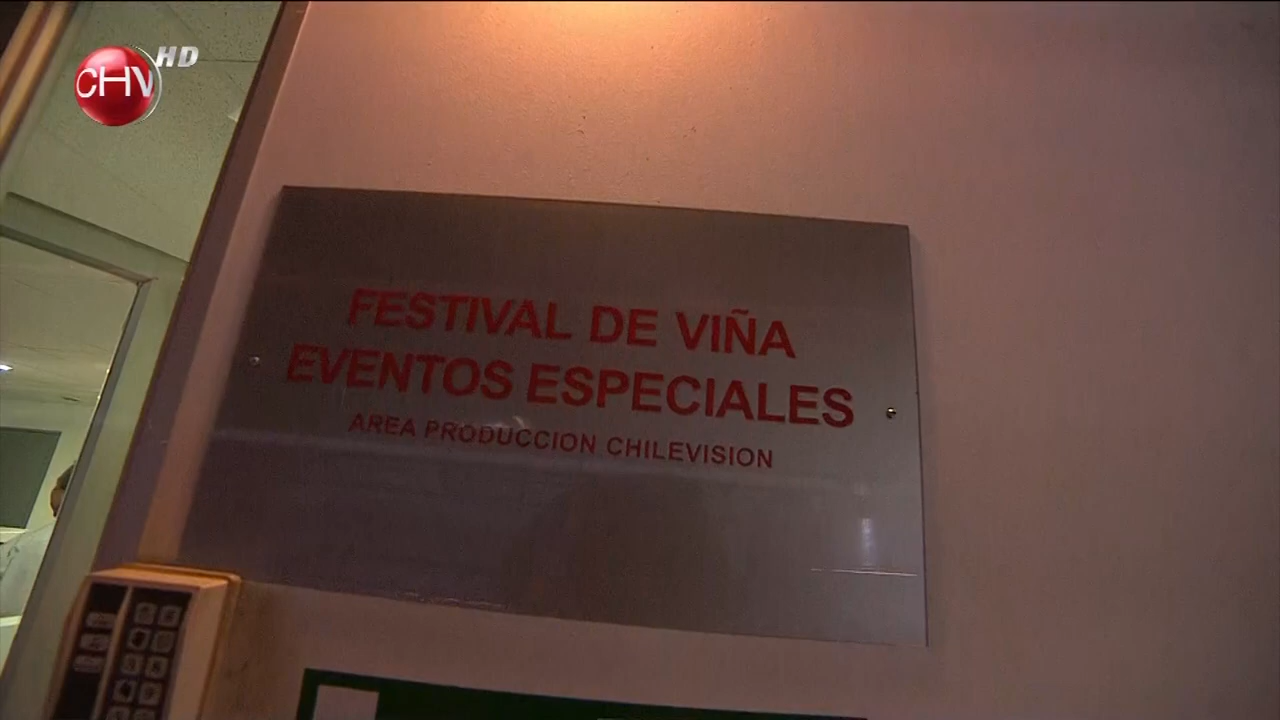 CHV HD
FESTIVAL DE VIÑA
EVENTOS ESPECIALES
AREA PRODUCCION CHILEVISION